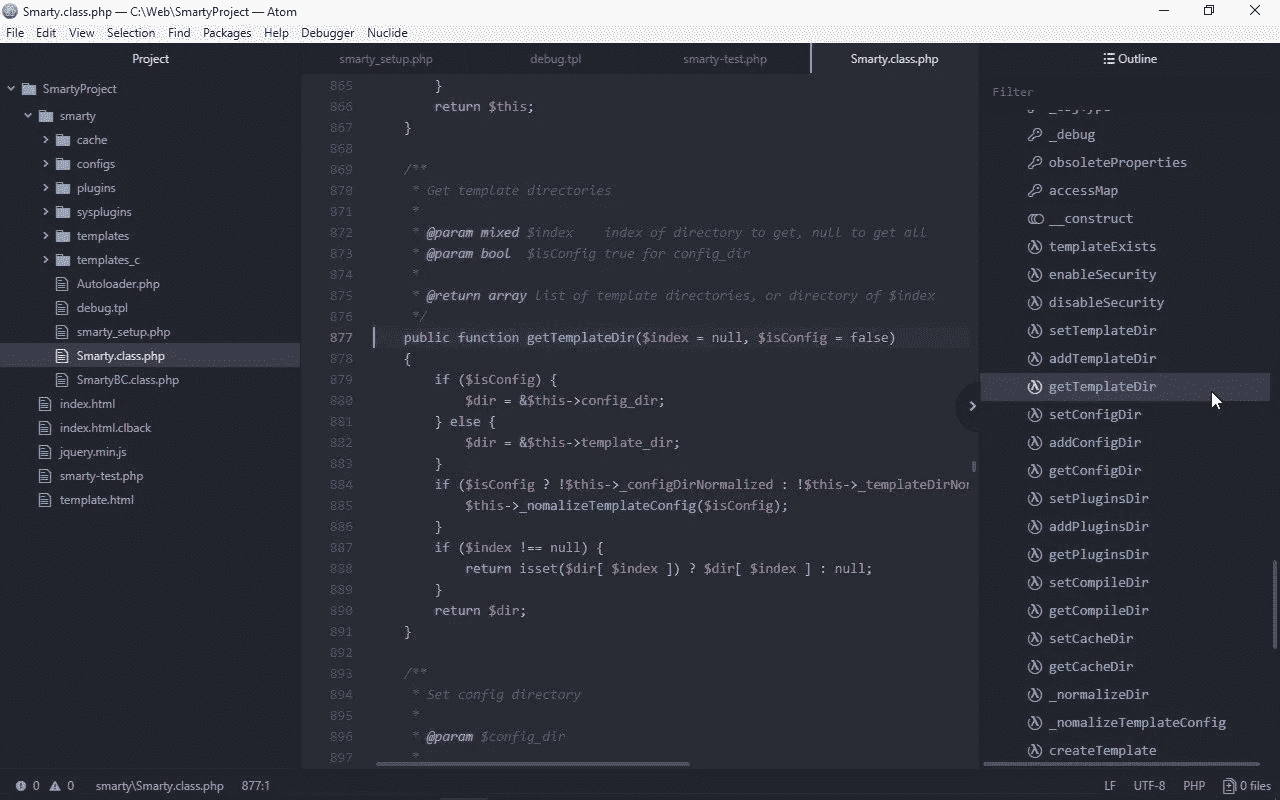 Smarty.class.php — C:\Web\SmartyProject — Atom
File Edit View Selection Find Packages Help Debugger Nuclide
Project
SmartyProject
smarty
cache
configs
plugins
sysplugins
templates
templates_c
Autoloader.php
debug.tpl
smarty_setup.php
Smarty.class.php
SmartyBC.class.php
index.html
index.html.clback
jquery.min.js
smarty-test.php
template.html
smarty_setup.php debug.tpl smarty-test.php Smarty.class.php
865 }
866 return $this;
867 }
868
869 /**
870 * Get template directories
871 *
872 * @param mixed $index index of directory to get, null to get all
873 * @param bool $isConfig true for config_dir
874 *
875 * @return array list of template directories, or directory of $index
876 */
877 public function getTemplateDir($index = null, $isConfig = false)
878 {
879 if ($isConfig) {
880 $dir = &$this->config_dir;
881 } else {
882 $dir = &$this->template_dir;
883 }
884 if ($isConfig ? !$this->_configDirNormalized : !$this->_templateDirNor
885 $this->_nomalizeTemplateConfig($isConfig);
886 }
887 if ($index !== null) {
888 return isset($dir[ $index ]) ? $dir[ $index ] : null;
889 }
890 return $dir;
891 }
892
893 /**
894 * Set config directory
895 *
896 * @param $config_dir
897 *
Outline
Filter
_debug
obsoleteProperties
accessMap
__construct
templateExists
enableSecurity
disableSecurity
setTemplateDir
addTemplateDir
getTemplateDir
setConfigDir
addConfigDir
getConfigDir
setPluginsDir
addPluginsDir
getPluginsDir
setCompileDir
getCompileDir
setCacheDir
getCacheDir
_normalizeDir
_nomalizeTemplateConfig
createTemplate
0 0 smarty\Smarty.class.php 877:1 LF UTF-8 PHP 0 files